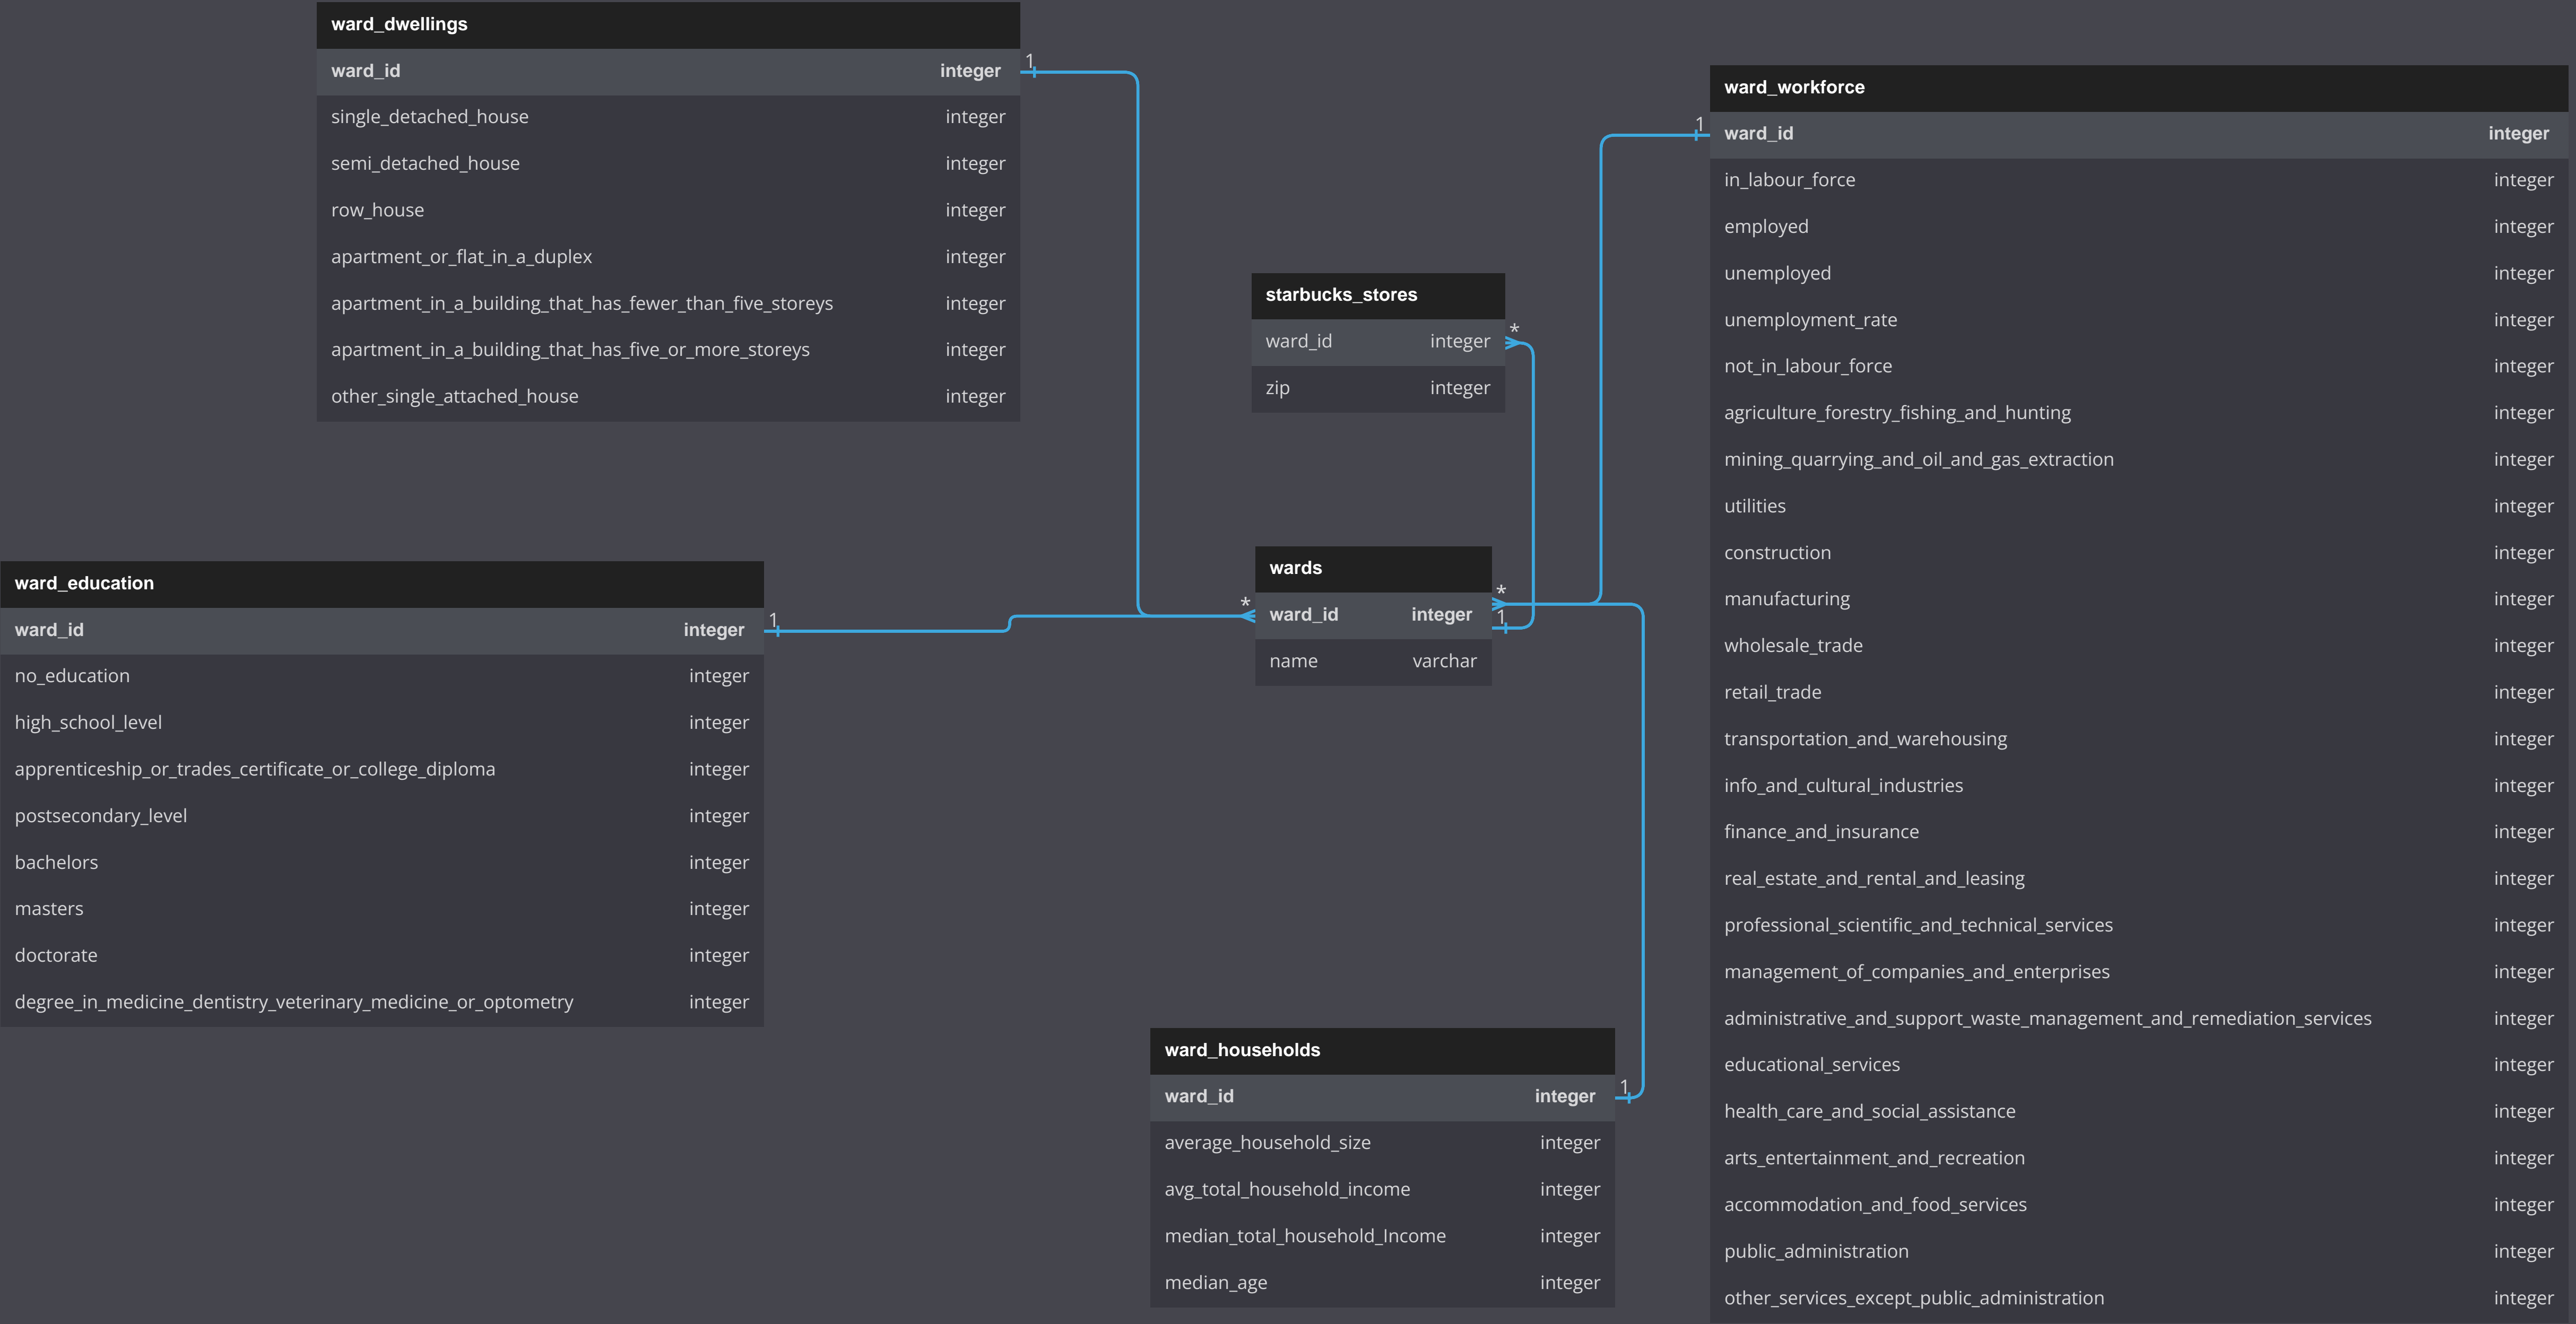 ward_dwellings
ward_id integer
single_detached_house integer
semi_detached_house integer
row_house integer
apartment_or_flat_in_a_duplex integer
apartment_in_a_building_that_has_fewer_than_five_storeys integer
apartment_in_a_building_that_has_five_or_more_storeys integer
other_single_attached_house integer
1
ward_education
ward_id integer
no_education integer
high_school_level integer
apprenticeship_or_trades_certificate_or_college_diploma integer
postsecondary_level integer
bachelors integer
masters integer
doctorate integer
degree_in_medicine_dentistry_veterinary_medicine_or_optometry integer
1
starbucks_stores
ward_id integer
zip integer
*
wards
ward_id integer
name varchar
*
*
1
ward_households
ward_id integer
average_household_size integer
avg_total_household_income integer
median_total_household_Income integer
median_age integer
1
1
ward_workforce
ward_id integer
in_labour_force integer
employed integer
unemployed integer
unemployment_rate integer
not_in_labour_force integer
agriculture_forestry_fishing_and_hunting integer
mining_quarrying_and_oil_and_gas_extraction integer
utilities integer
construction integer
manufacturing integer
wholesale_trade integer
retail_trade integer
transportation_and_warehousing integer
info_and_cultural_industries integer
finance_and_insurance integer
real_estate_and_rental_and_leasing integer
professional_scientific_and_technical_services integer
management_of_companies_and_enterprises integer
administrative_and_support_waste_management_and_remediation_services integer
educational_services integer
health_care_and_social_assistance integer
arts_entertainment_and_recreation integer
accommodation_and_food_services integer
public_administration integer
other_services_except_public_administration integer